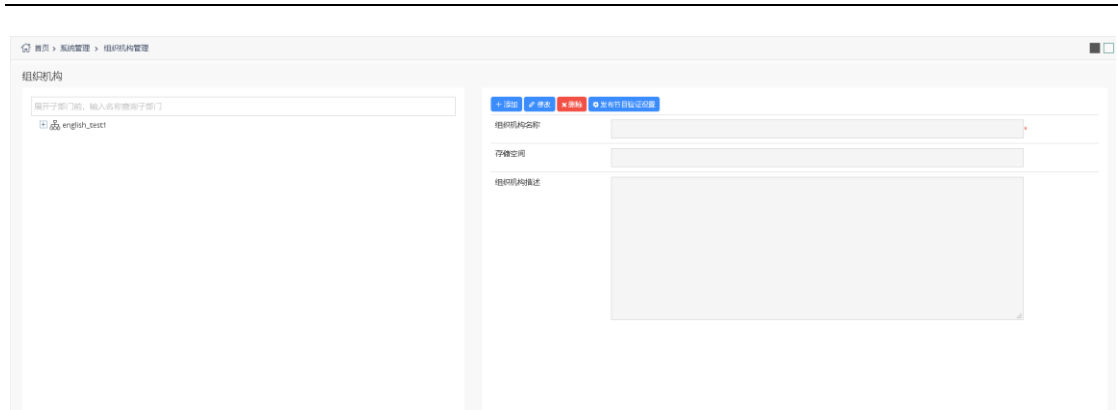 首页 > 系统管理 > 组织机构管理
组织机构
展开子部门前，输入名称搜索子部门
english_test1
+ 添加 修改 × 删除 发布节目验证设置
组织机构名称 *
存储空间
组织机构描述